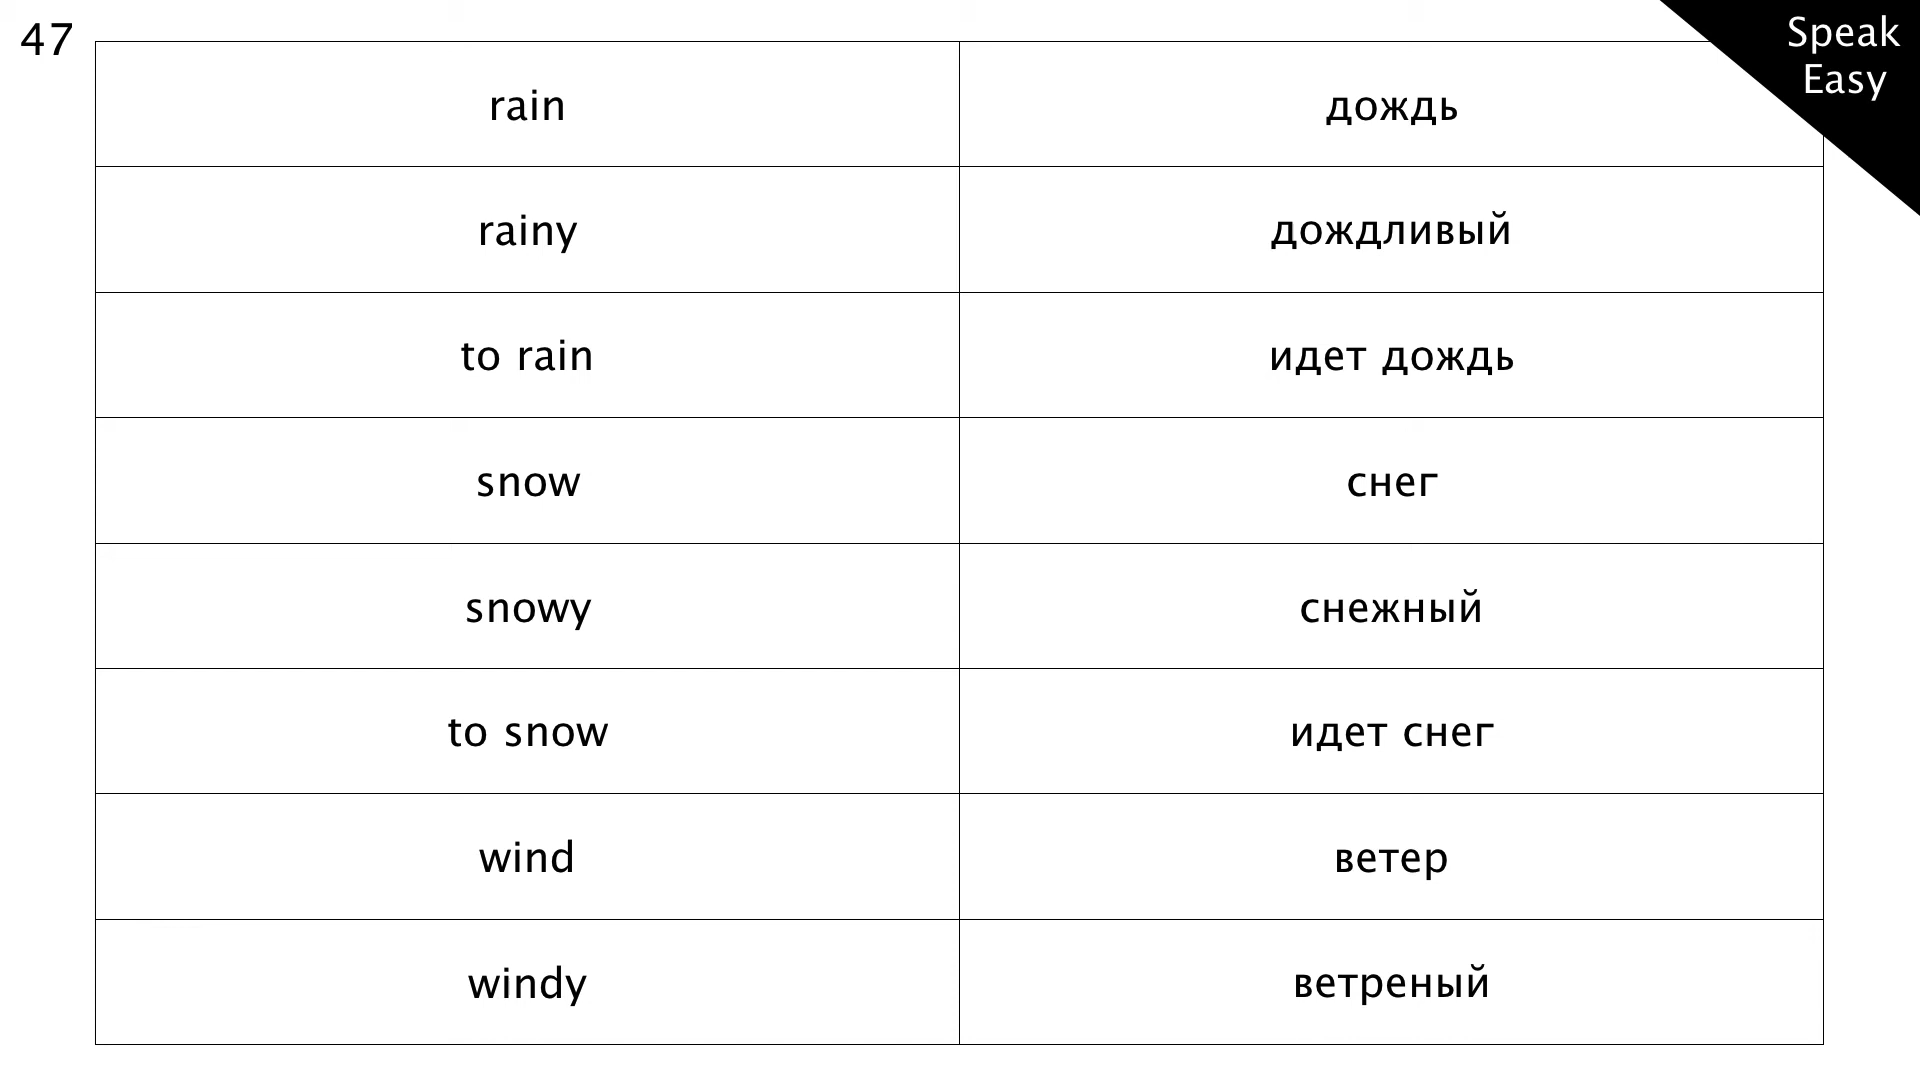 47
Speak
Easy
rain дождь
rainy дождливый
to rain идет дождь
snow снег
snowy снежный
to snow идет снег
wind ветер
windy ветреный